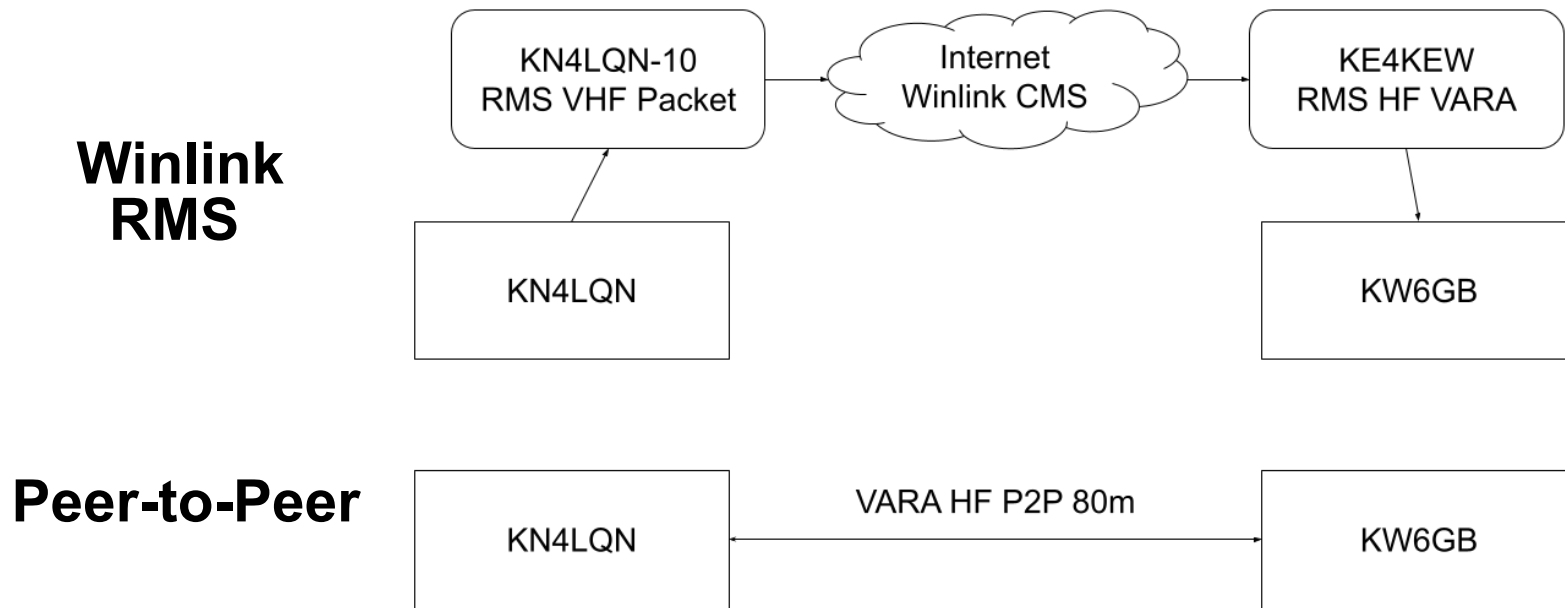 KN4LQN-10
RMS VHF Packet
Internet
Winlink CMS
KE4KEW
RMS HF VARA
Winlink
RMS
KN4LQN
KW6GB
Peer-to-Peer
KN4LQN
VARA HF P2P 80m
KW6GB